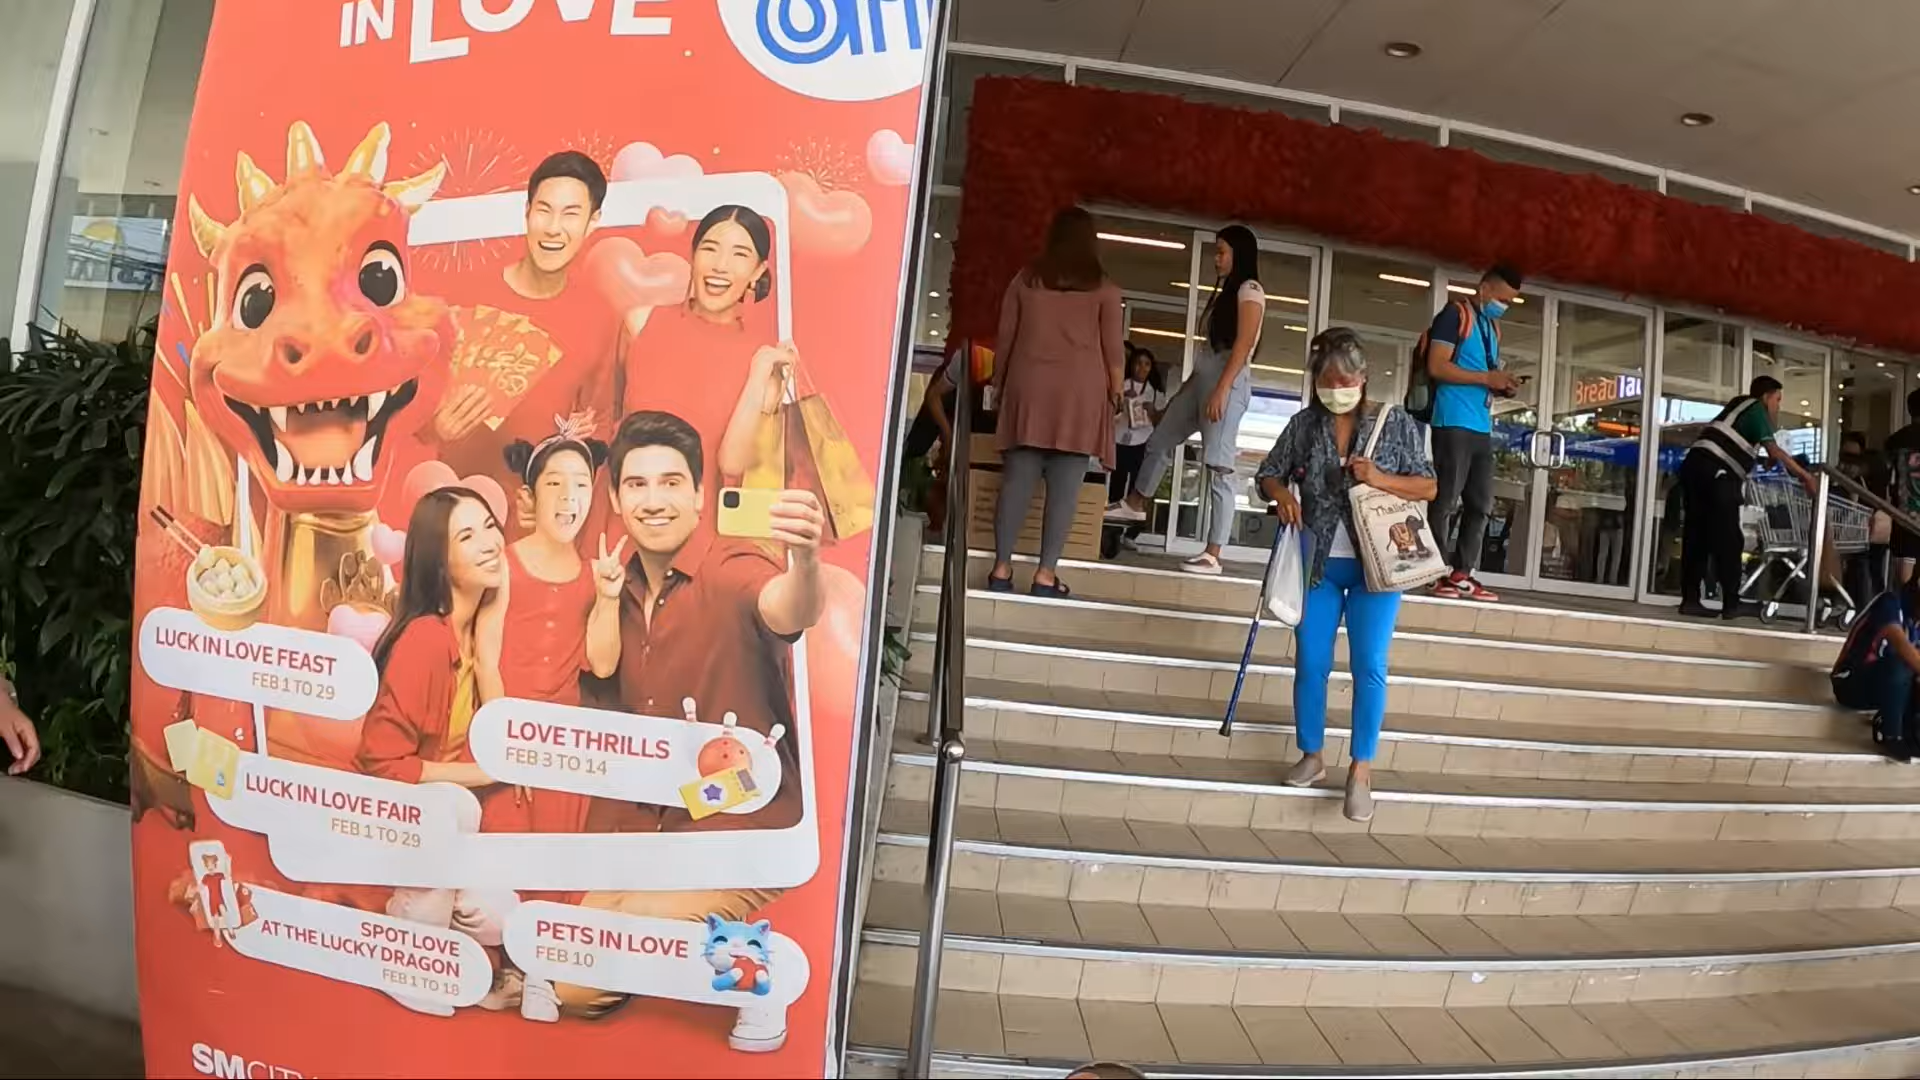 IN LOVE
LUCK IN LOVE FEAST
FEB 1 TO 29
LOVE THRILLS
FEB 3 TO 14
LUCK IN LOVE FAIR
FEB 1 TO 29
SPOT LOVE
AT THE LUCKY DRAGON
FEB 1 TO 18
PETS IN LOVE
FEB 10
SMCITY
BreadTal
Thailand